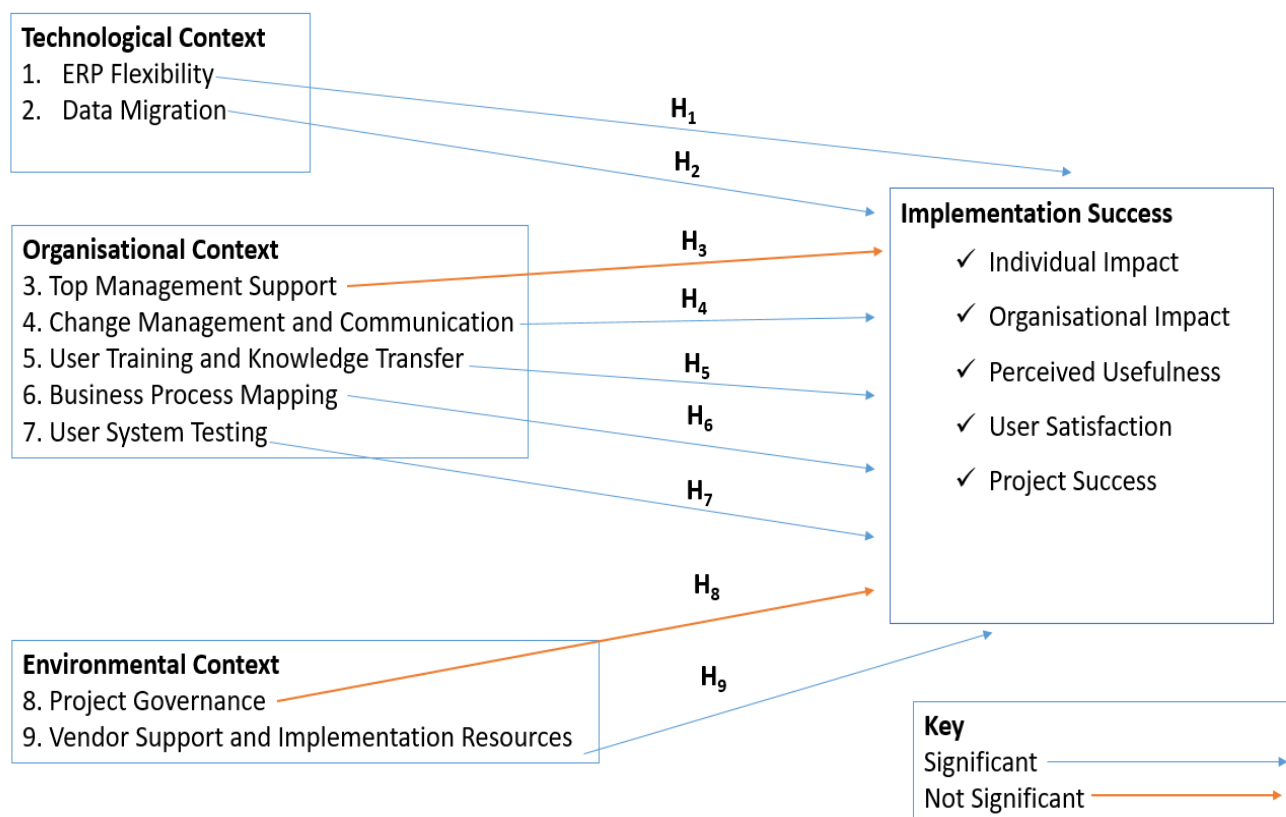 Technological Context
1. ERP Flexibility
2. Data Migration
H₁
H₂
Organisational Context
3. Top Management Support
4. Change Management and Communication
5. User Training and Knowledge Transfer
6. Business Process Mapping
7. User System Testing
H₃
H₄
H₅
H₆
H₇
Environmental Context
8. Project Governance
9. Vendor Support and Implementation Resources
H₈
H₉
Implementation Success
✓ Individual Impact
✓ Organisational Impact
✓ Perceived Usefulness
✓ User Satisfaction
✓ Project Success
Key
Significant
Not Significant